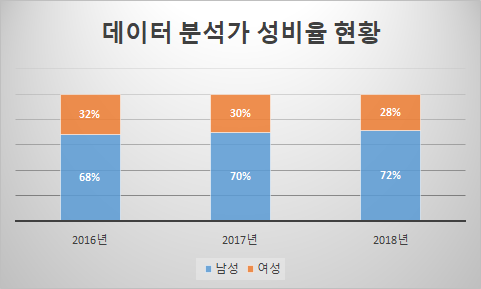 데이터 분석가 성비율 현황
32% 30% 28%
68% 70% 72%
2016년 2017년 2018년
남성 여성